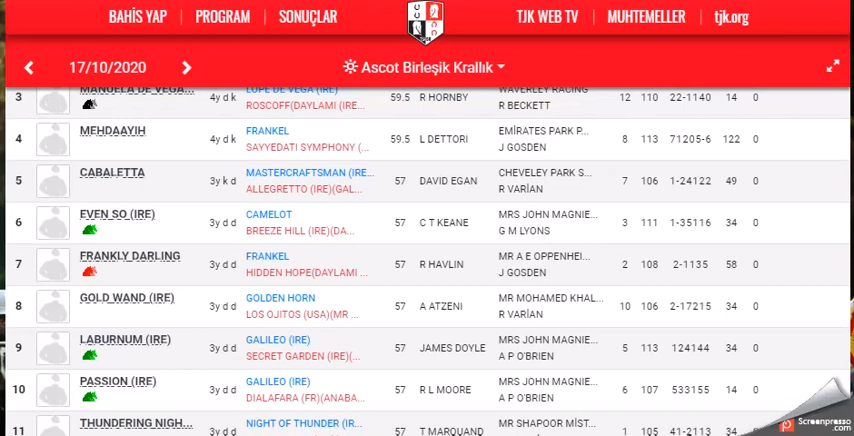 BAHİS YAP PROGRAM SONUÇLAR TJK WEB TV MUHTEMELLER tjk.org
17/10/2020 Ascot Birleşik Krallık
3 MANUELA DE VEGA... 4y d k LOPE DE VEGA (IRE) 59.5 R HORNBY WAVERLEY RACING 12 110 22-1140 14 0
ROSCOFF(DAYLAMI (IRE... R BECKETT
4 MEHDAAYIH 4y d k FRANKEL 59.5 L DETTORI EMİRATES PARK P... 8 113 71205-6 122 0
SAYYEDATI SYMPHONY (... J GOSDEN
5 CABALETTA 3y k d MASTERCRAFTSMAN (IRE... 57 DAVID EGAN CHEVELEY PARK S... 7 106 1-24122 49 0
ALLEGRETTO (IRE)(GAL... R VARİAN
6 EVEN SO (IRE) 3y d d CAMELOT 57 C T KEANE MRS JOHN MAGNIE... 3 111 1-35116 34 0
BREEZE HILL (IRE)(DA... G M LYONS
7 FRANKLY DARLING 3y d d FRANKEL 57 R HAVLIN MR A E OPPENHEI... 2 108 2-1135 58 0
HIDDEN HOPE(DAYLAMI ... J GOSDEN
8 GOLD WAND (IRE) 3y d d GOLDEN HORN 57 A ATZENI MR MOHAMED KHAL... 10 106 2-17215 34 0
LOS OJITOS (USA)(MR ... R VARİAN
9 LABURNUM (IRE) 3y d d GALILEO (IRE) 57 JAMES DOYLE MRS JOHN MAGNIE... 5 113 124144 34 0
SECRET GARDEN (IRE)(... A P O'BRIEN
10 PASSION (IRE) 3y d d GALILEO (IRE) 57 R L MOORE MRS JOHN MAGNIE... 6 107 533155 14 0
DIALAFARA (FR)(ANABA... A P O'BRIEN
11 THUNDERING NIGH... 3y d d NIGHT OF THUNDER (IR... 57 T MARQUAND MR SHAPOOR MİST... 1 105 41-2113 34
Screenpresso
.com